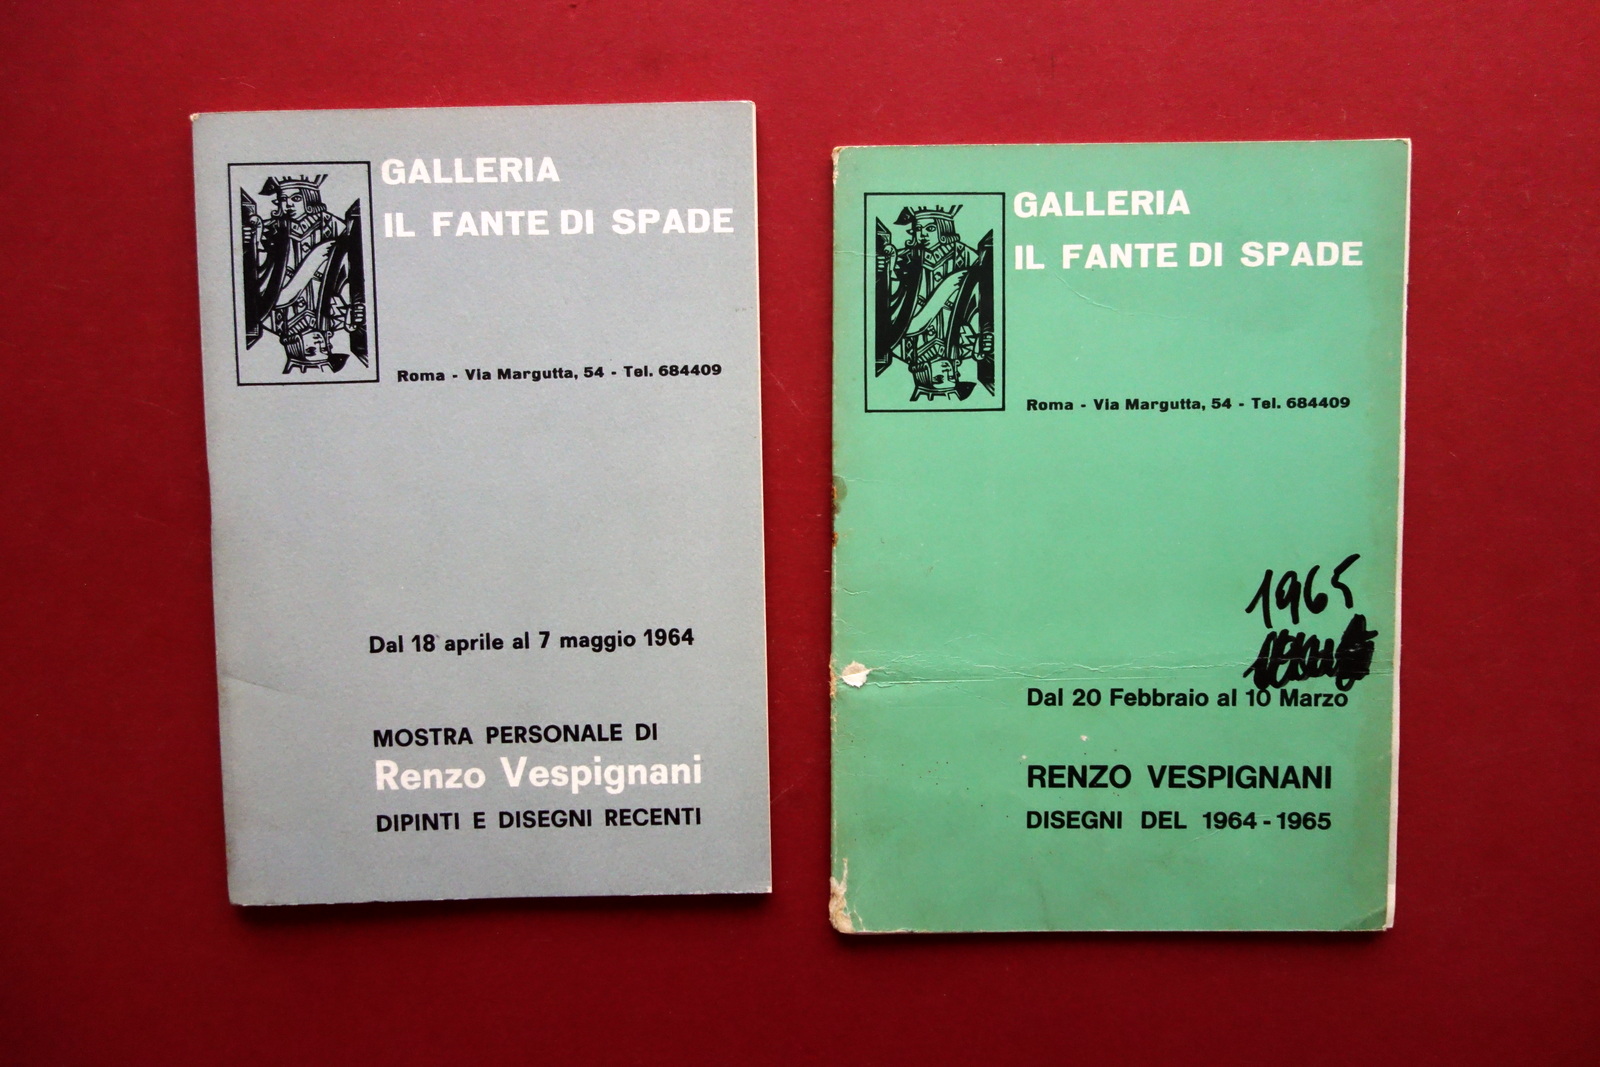 GALLERIA
IL FANTE DI SPADE
Roma - Via Margutta, 54 - Tel. 684409
Dal 18 aprile al 7 maggio 1964
MOSTRA PERSONALE DI
Renzo Vespignani
DIPINTI E DISEGNI RECENTI
GALLERIA
IL FANTE DI SPADE
Roma - Via Margutta, 54 - Tel. 684409
1965
Dal 20 Febbraio al 10 Marzo
RENZO VESPIGNANI
DISEGNI DEL 1964 - 1965